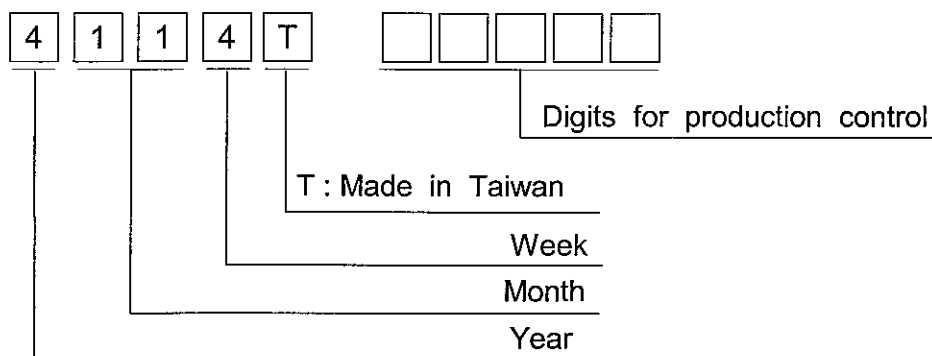 4 1 1 4 T
Digits for production control
T : Made in Taiwan
Week
Month
Year